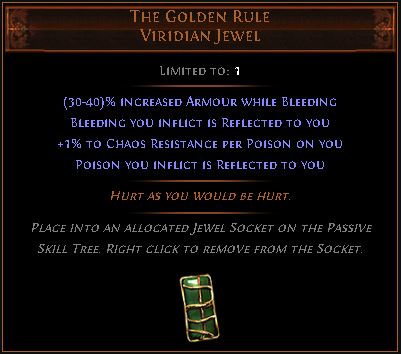 The Golden Rule
Viridian Jewel
Limited to: 1
(30-40)% increased Armour while Bleeding
Bleeding you inflict is Reflected to you
+1% to Chaos Resistance per Poison on you
Poison you inflict is Reflected to you
Hurt as you would be hurt.
Place into an allocated Jewel Socket on the Passive
Skill Tree. Right click to remove from the Socket.